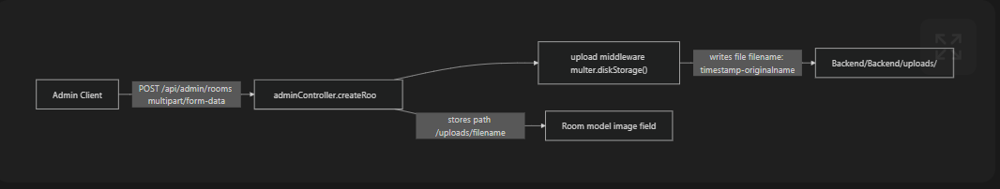 Admin Client
POST /api/admin/rooms
multipart/form-data
adminController.createRoo
upload middleware
multer.diskStorage()
writes file filename:
timestamp-originalname
Backend/Backend/uploads/
stores path
/uploads/filename
Room model image field